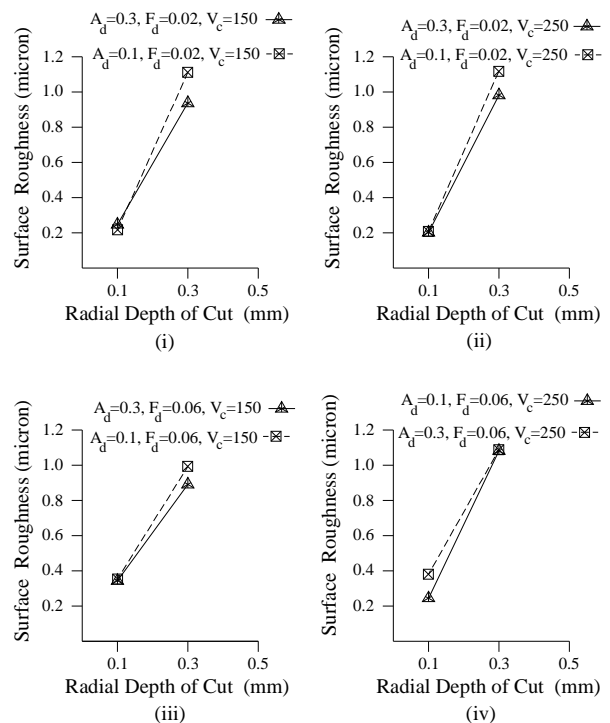 A_d=0.3, F_d=0.02, V_c=150
A_d=0.1, F_d=0.02, V_c=150
Surface Roughness (micron)
1.2
1.0
0.8
0.6
0.4
0.2
0.1 0.3 0.5
Radial Depth of Cut (mm)
(i)
A_d=0.3, F_d=0.02, V_c=250
A_d=0.1, F_d=0.02, V_c=250
Surface Roughness (micron)
1.2
1.0
0.8
0.6
0.4
0.2
0.1 0.3 0.5
Radial Depth of Cut (mm)
(ii)
A_d=0.3, F_d=0.06, V_c=150
A_d=0.1, F_d=0.06, V_c=150
Surface Roughness (micron)
1.2
1.0
0.8
0.6
0.4
0.2
0.1 0.3 0.5
Radial Depth of Cut (mm)
(iii)
A_d=0.1, F_d=0.06, V_c=250
A_d=0.3, F_d=0.06, V_c=250
Surface Roughness (micron)
1.2
1.0
0.8
0.6
0.4
0.2
0.1 0.3 0.5
Radial Depth of Cut (mm)
(iv)